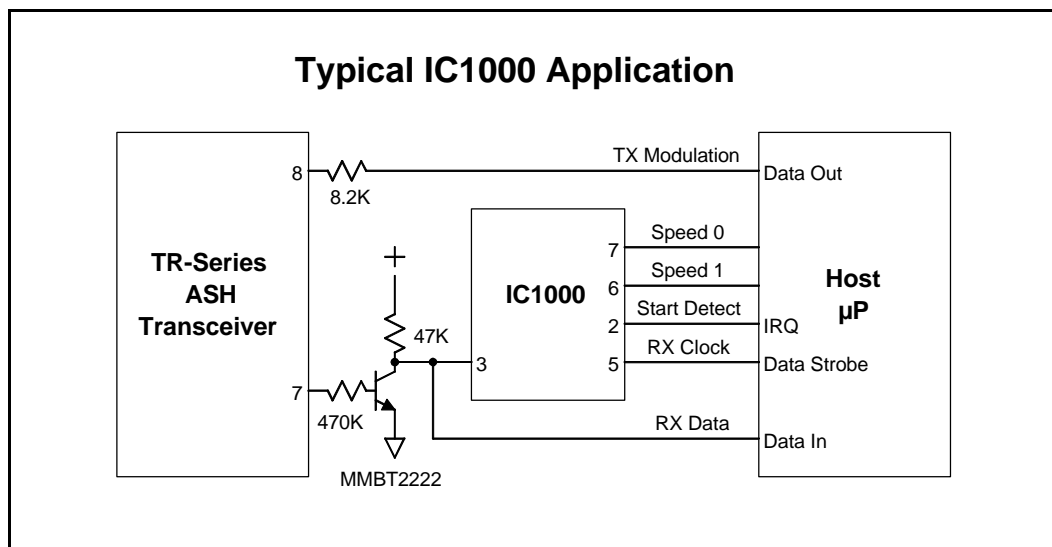 Typical IC1000 Application
TX Modulation
8
Data Out
8.2K
Speed 0
7
TR-Series
ASH
Transceiver
+
IC1000
Speed 1
6
Host
µP
Start Detect
2
IRQ
47K
RX Clock
3
5
Data Strobe
7
470K
RX Data
Data In
MMBT2222